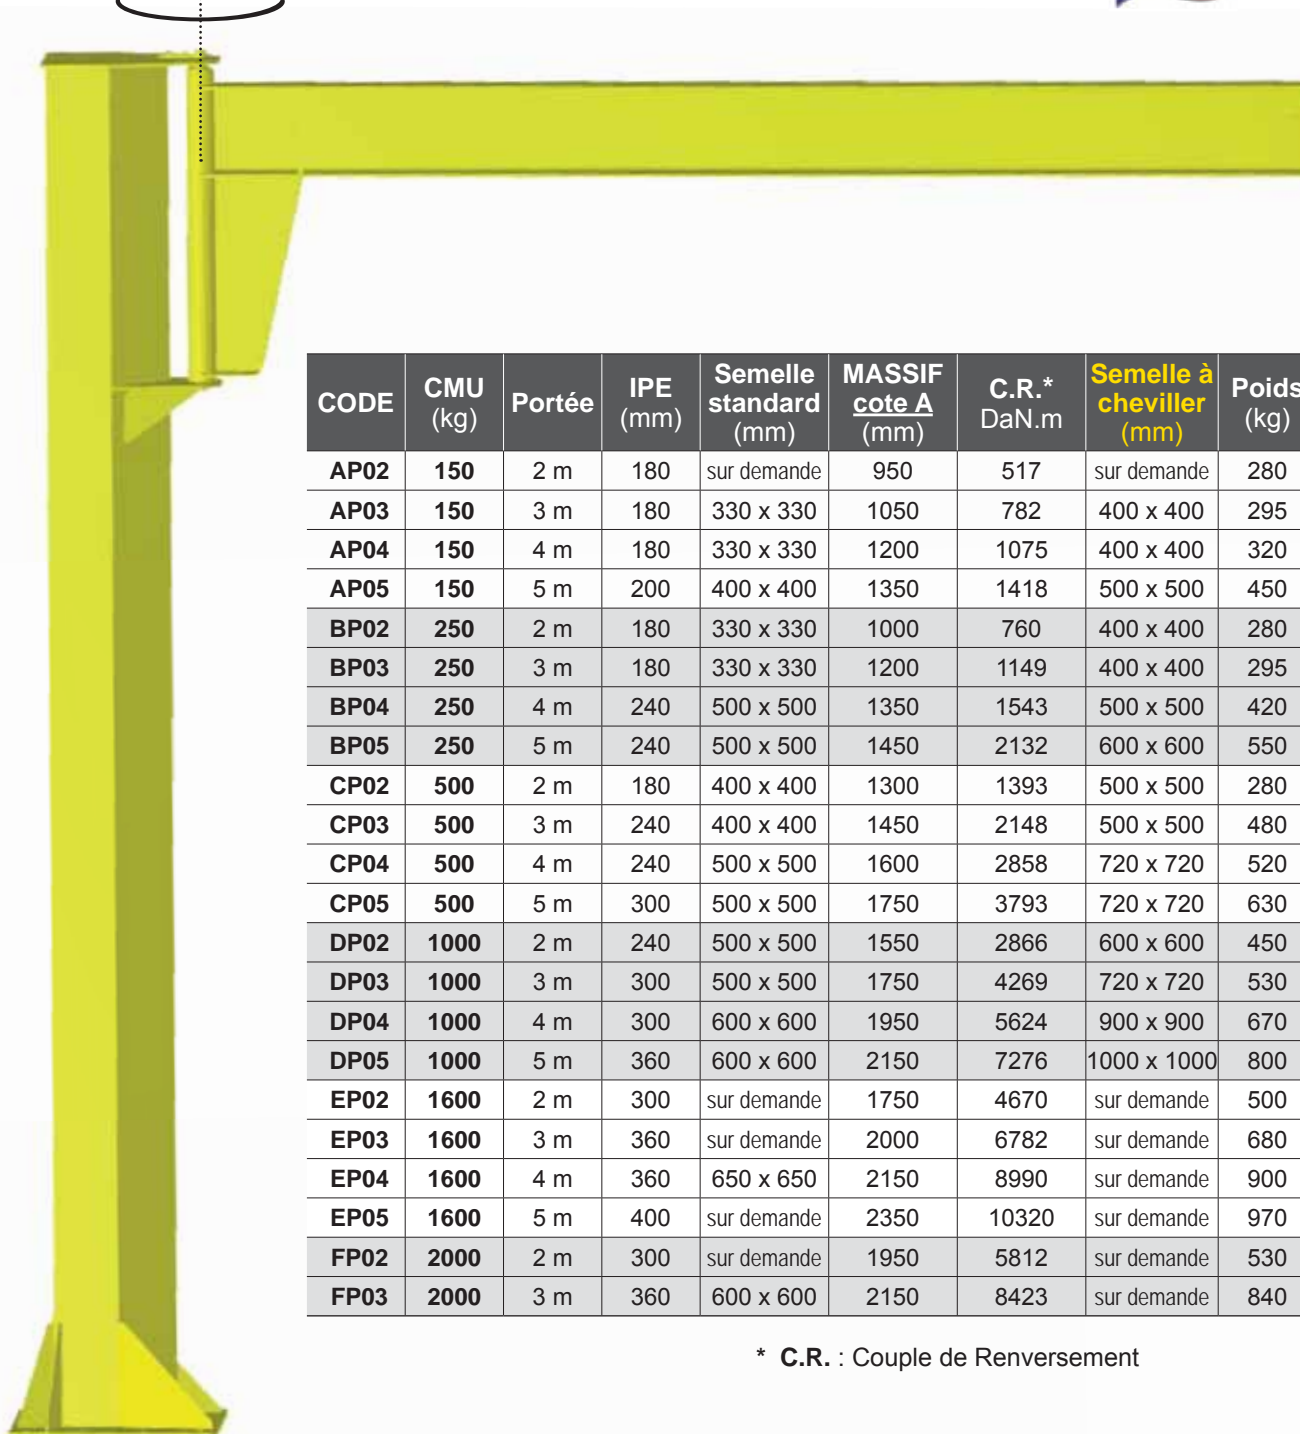 CODE CMU (kg) Portée IPE (mm) Semelle standard (mm) MASSIF cote A (mm) C.R.* DaN.m Semelle à cheviller (mm) Poids (kg)
AP02 150 2 m 180 sur demande 950 517 sur demande 280
AP03 150 3 m 180 330 x 330 1050 782 400 x 400 295
AP04 150 4 m 180 330 x 330 1200 1075 400 x 400 320
AP05 150 5 m 200 400 x 400 1350 1418 500 x 500 450
BP02 250 2 m 180 330 x 330 1000 760 400 x 400 280
BP03 250 3 m 180 330 x 330 1200 1149 400 x 400 295
BP04 250 4 m 240 500 x 500 1350 1543 500 x 500 420
BP05 250 5 m 240 500 x 500 1450 2132 600 x 600 550
CP02 500 2 m 180 400 x 400 1300 1393 500 x 500 280
CP03 500 3 m 240 400 x 400 1450 2148 500 x 500 480
CP04 500 4 m 240 500 x 500 1600 2858 720 x 720 520
CP05 500 5 m 300 500 x 500 1750 3793 720 x 720 630
DP02 1000 2 m 240 500 x 500 1550 2866 600 x 600 450
DP03 1000 3 m 300 500 x 500 1750 4269 720 x 720 530
DP04 1000 4 m 300 600 x 600 1950 5624 900 x 900 670
DP05 1000 5 m 360 600 x 600 2150 7276 1000 x 1000 800
EP02 1600 2 m 300 sur demande 1750 4670 sur demande 500
EP03 1600 3 m 360 sur demande 2000 6782 sur demande 680
EP04 1600 4 m 360 650 x 650 2150 8990 sur demande 900
EP05 1600 5 m 400 sur demande 2350 10320 sur demande 970
FP02 2000 2 m 300 sur demande 1950 5812 sur demande 530
FP03 2000 3 m 360 600 x 600 2150 8423 sur demande 840
* C.R. : Couple de Renversement